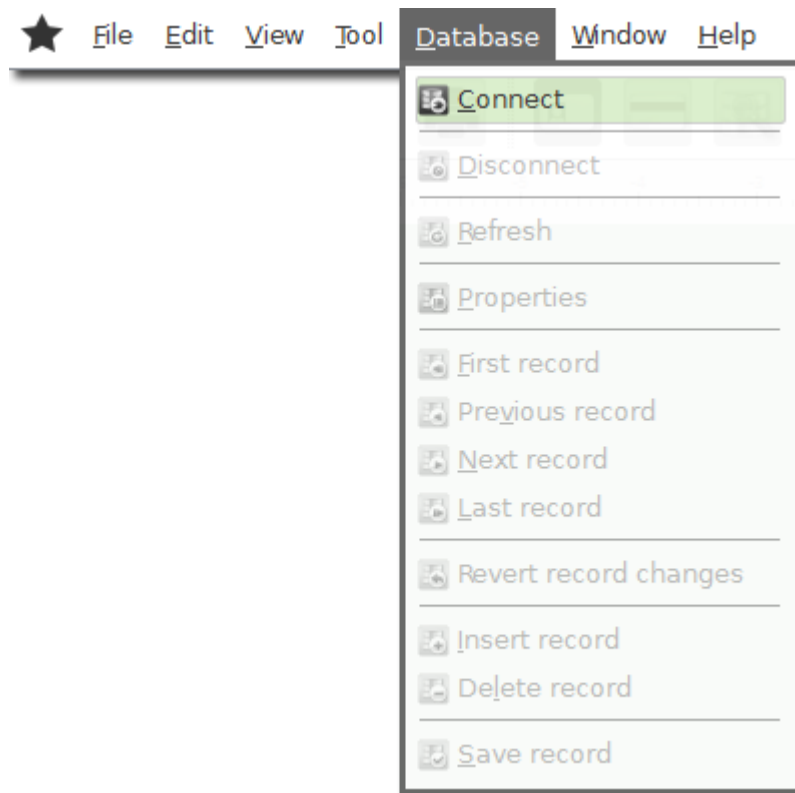 File Edit View Tool Database Window Help
Connect
Disconnect
Refresh
Properties
First record
Previous record
Next record
Last record
Revert record changes
Insert record
Delete record
Save record